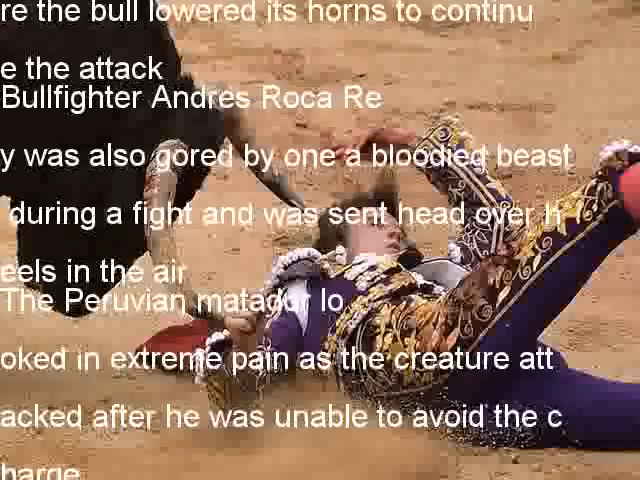 re the bull lowered its horns to continu
e the attack
Bullfighter Andres Roca Re
y was also gored by one a bloodied beast
during a fight and was sent head over h
eels in the air
The Peruvian matador lo
oked in extreme pain as the creature att
acked after he was unable to avoid the c
harge